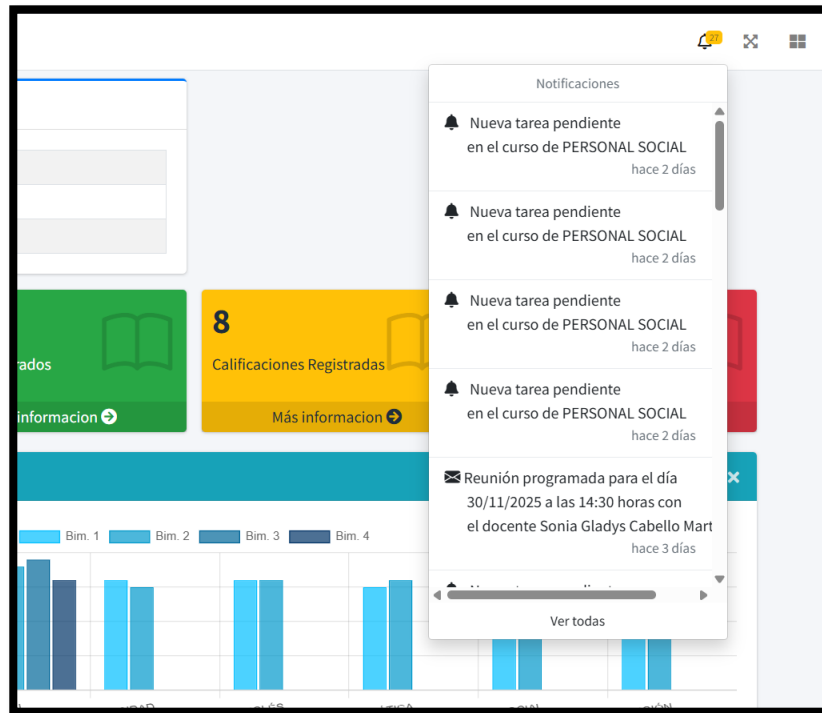 27
Notificaciones
Nueva tarea pendiente
en el curso de PERSONAL SOCIAL
hace 2 días
Nueva tarea pendiente
en el curso de PERSONAL SOCIAL
hace 2 días
Nueva tarea pendiente
en el curso de PERSONAL SOCIAL
hace 2 días
Nueva tarea pendiente
en el curso de PERSONAL SOCIAL
hace 2 días
Reunión programada para el día
30/11/2025 a las 14:30 horas con
el docente Sonia Gladys Cabello Mart
hace 3 días
Ver todas
rados
informacion
8
Calificaciones Registradas
Más informacion
Bim. 1
Bim. 2
Bim. 3
Bim. 4